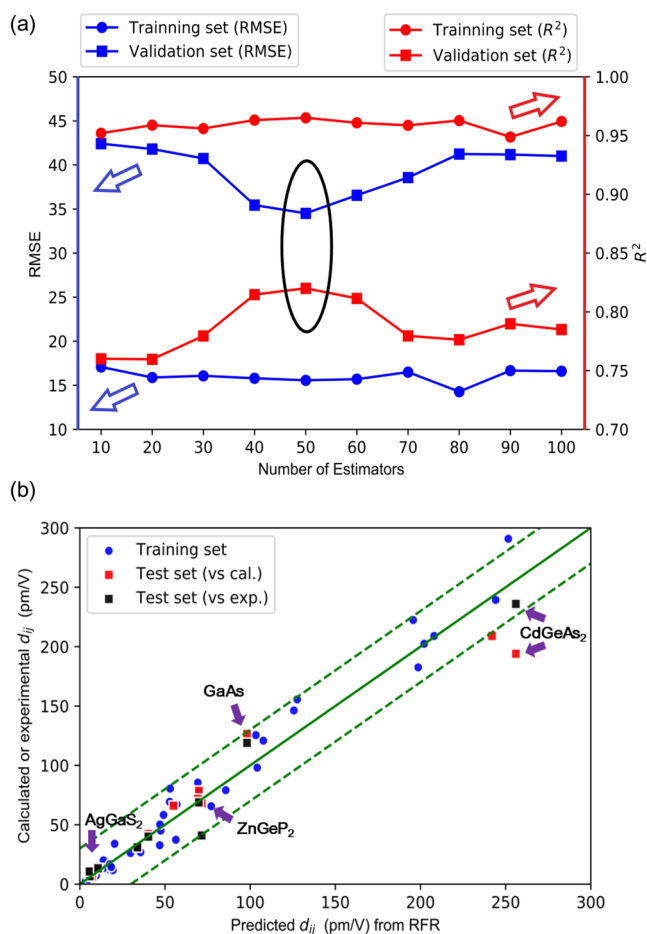 (a)
Trainning set (RMSE)
Validation set (RMSE)
Trainning set (R²)
Validation set (R²)
50
45
40
35
30
25
20
15
10
RMSE
1.00
0.95
0.90
0.85
0.80
0.75
0.70
R²
10 20 30 40 50 60 70 80 90 100
Number of Estimators
(b)
300
250
200
150
100
50
0
Calculated or experimental dij (pm/V)
Training set
Test set (vs cal.)
Test set (vs exp.)
CdGeAs₂
GaAs
AgGaS₂
ZnGeP₂
0 50 100 150 200 250 300
Predicted dij (pm/V) from RFR